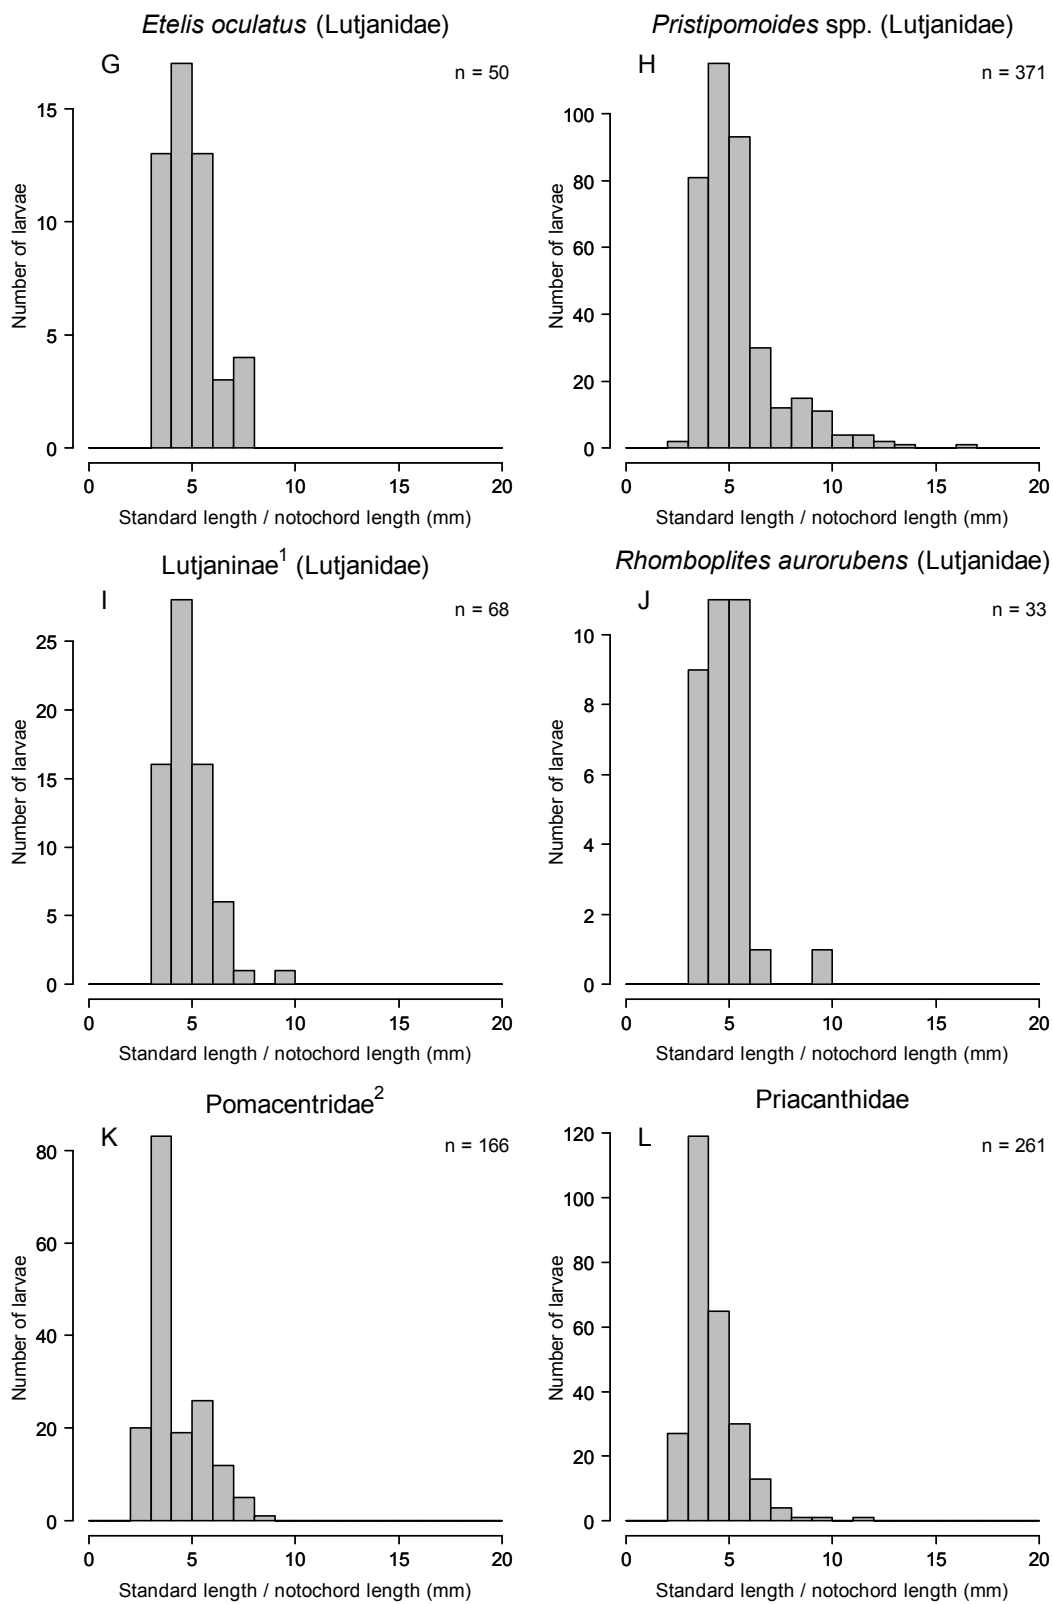 Etelis oculatus (Lutjanidae)
G
n = 50
15
10
5
0
Number of larvae
0 5 10 15 20
Standard length / notochord length (mm)
Pristipomoides spp. (Lutjanidae)
H
n = 371
100
80
60
40
20
0
Number of larvae
0 5 10 15 20
Standard length / notochord length (mm)
Lutjaninae¹ (Lutjanidae)
I
n = 68
25
20
15
10
5
0
Number of larvae
0 5 10 15 20
Standard length / notochord length (mm)
Rhomboplites aurorubens (Lutjanidae)
J
n = 33
10
8
6
4
2
0
Number of larvae
0 5 10 15 20
Standard length / notochord length (mm)
Pomacentridae²
K
n = 166
80
60
40
20
0
Number of larvae
0 5 10 15 20
Standard length / notochord length (mm)
Priacanthidae
L
n = 261
120
100
80
60
40
20
0
Number of larvae
0 5 10 15 20
Standard length / notochord length (mm)